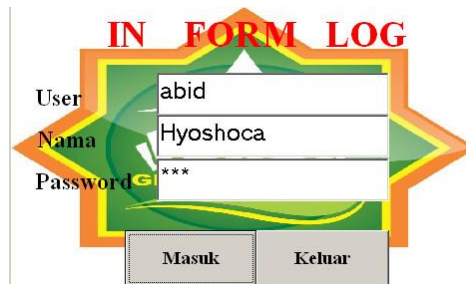 IN FORM LOG
User
abid
Nama
Hyoshoca
Password
***
Masuk
Keluar